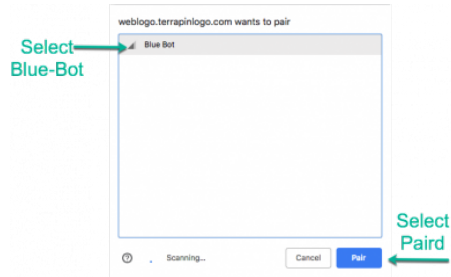 weblogo.terrapinlogo.com wants to pair
Select
Blue-Bot
Blue Bot
Select
Paird
Scanning...
Cancel
Pair